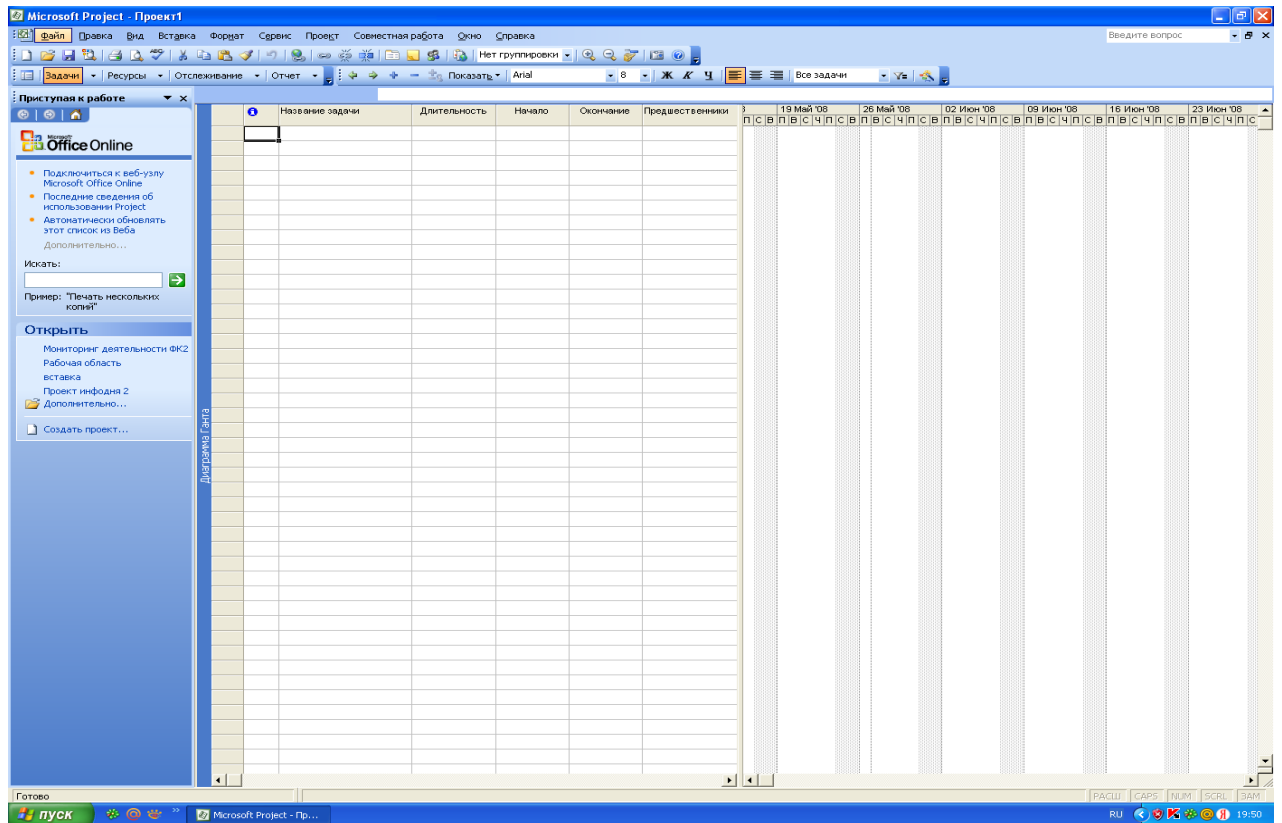 Microsoft Project - Проект1
Файл Правка Вид Вставка Формат Сервис Проект Совместная работа Окно Справка Введите вопрос
Нет группировки
Задачи Ресурсы Отслеживание Отчет Показать Arial 8 Ж К Ч Все задачи
Приступая к работе
Microsoft
Office Online
Подключиться к веб-узлу
Microsoft Office Online
Последние сведения об
использовании Project
Автоматически обновлять
этот список из Веба
Дополнительно...
Искать:
Пример: "Печать нескольких
копий"
Открыть
Мониторинг деятельности ФК2
Рабочая область
вставка
Проект инфодня 2
Дополнительно...
Создать проект...
Диаграмма Ганта
Название задачи Длительность Начало Окончание Предшественники
19 Май '08 26 Май '08 02 Июн '08 09 Июн '08 16 Июн '08 23 Июн '08
П С В П В С Ч П С В П В С Ч П С В П В С Ч П С В П В С Ч П С В П В С Ч П С В П В С Ч П С
Готово
РАСШ CAPS NUM SCRL ЗАМ
пуск Microsoft Project - Пр... RU 19:50